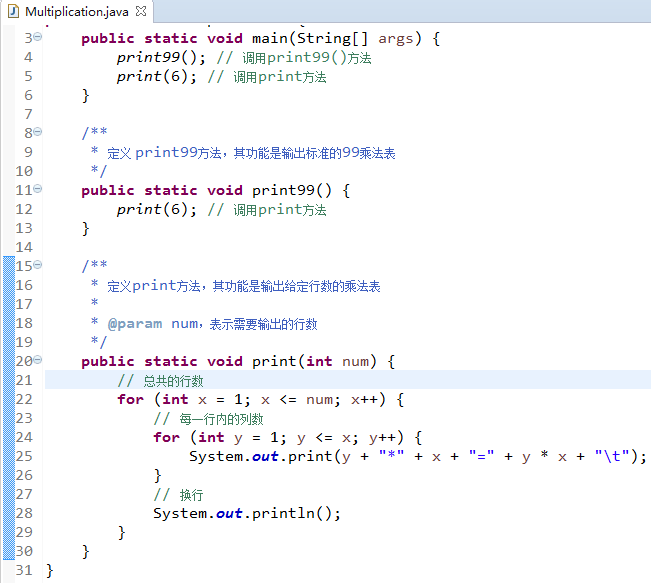 Multiplication.java
3 public static void main(String[] args) {
4 print99(); // 调用print99()方法
5 print(6); // 调用print方法
6 }
7
8 /**
9 * 定义 print99方法，其功能是输出标准的99乘法表
10 */
11 public static void print99() {
12 print(6); // 调用print方法
13 }
14
15 /**
16 * 定义print方法，其功能是输出给定行数的乘法表
17 *
18 * @param num，表示需要输出的行数
19 */
20 public static void print(int num) {
21 // 总共的行数
22 for (int x = 1; x <= num; x++) {
23 // 每一行内的列数
24 for (int y = 1; y <= x; y++) {
25 System.out.print(y + "*" + x + "=" + y * x + "\t");
26 }
27 // 换行
28 System.out.println();
29 }
30 }
31 }